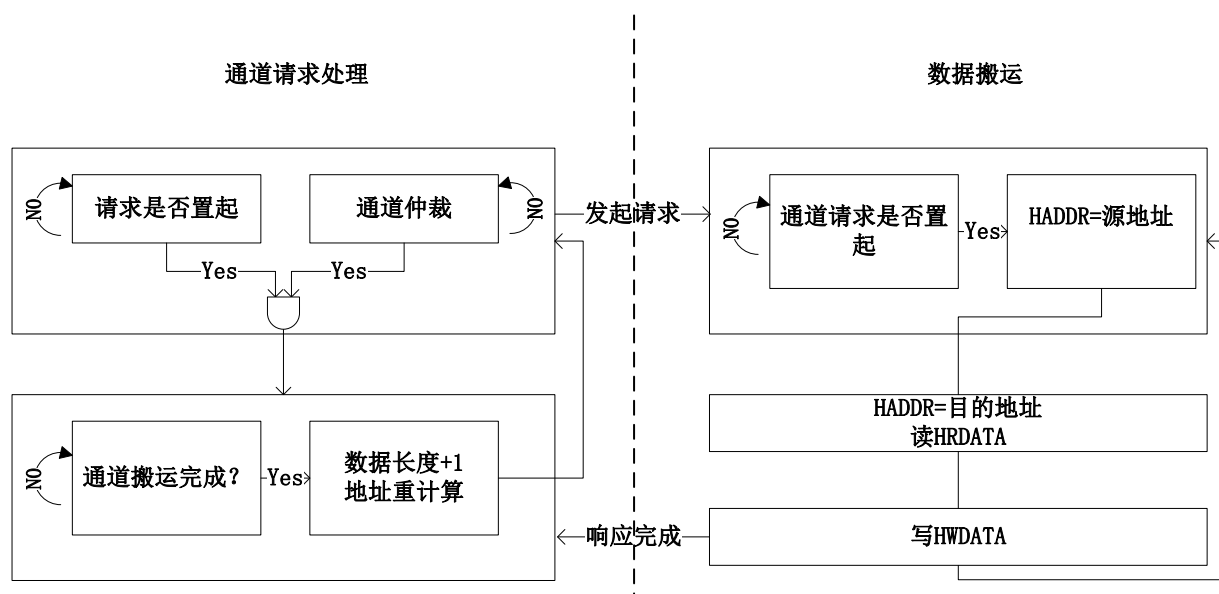 通道请求处理
数据搬运
NO
请求是否置起
通道仲裁
NO
Yes
Yes
发起请求
NO
通道请求是否置
起
Yes
HADDR=源地址
NO
通道搬运完成?
Yes
数据长度+1
地址重计算
HADDR=目的地址
读HRDATA
响应完成
写HWDATA